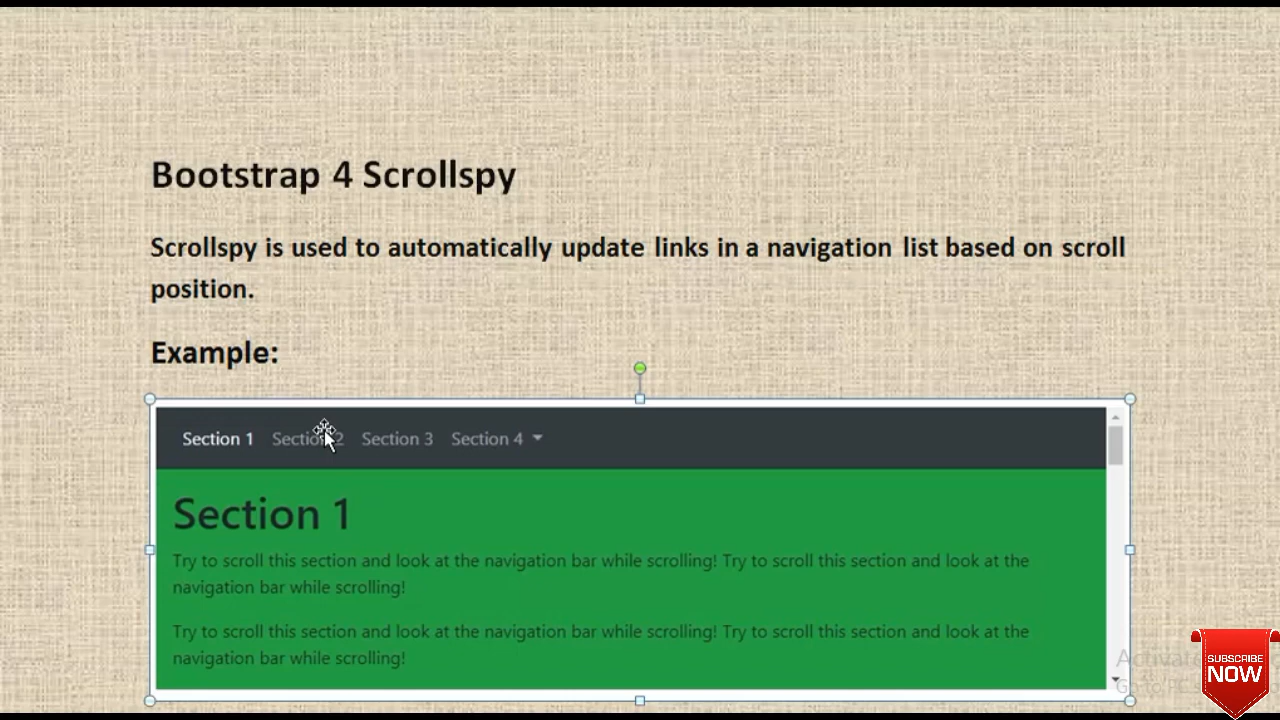 Bootstrap 4 Scrollspy
Scrollspy is used to automatically update links in a navigation list based on scroll
position.
Example:
Section 1 Section 2 Section 3 Section 4
Section 1
Try to scroll this section and look at the navigation bar while scrolling! Try to scroll this section and look at the
navigation bar while scrolling!
Try to scroll this section and look at the navigation bar while scrolling! Try to scroll this section and look at the
navigation bar while scrolling!
SUBSCRIBE
NOW